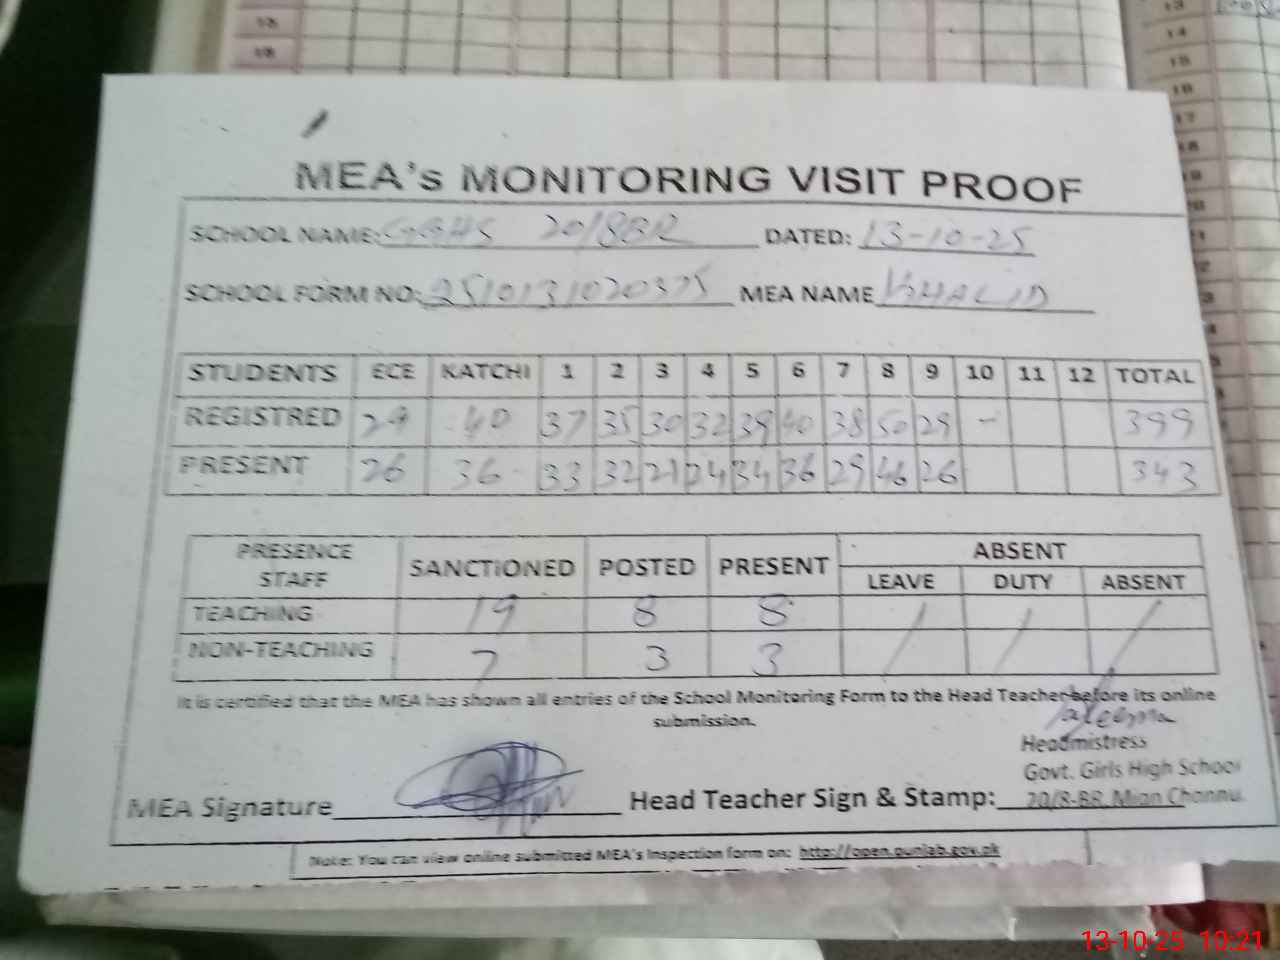 MEA's MONITORING VISIT PROOF
SCHOOL NAME: GGHS 20/8BR DATED: 13-10-25
SCHOOL FORM NO: 2510131020375 MEA NAME KHALID
STUDENTS ECE KATCHI 1 2 3 4 5 6 7 8 9 10 11 12 TOTAL
REGISTRED 29 40 37 35 30 32 39 40 38 50 29 - 399
PRESENT 26 36 33 32 21 24 34 36 29 46 26 343
PRESENCE STAFF SANCTIONED POSTED PRESENT ABSENT
LEAVE DUTY ABSENT
TEACHING 19 8 8 / / /
NON-TEACHING 7 3 3
It is certified that the MEA has shown all entries of the School Monitoring Form to the Head Teacher before its online
submission.
Headmistress
Govt. Girls High School
MEA Signature Head Teacher Sign & Stamp: 20/8-BR, Mian Channu.
Note: You can view online submitted MEA's Inspection form on: http://open.punjab.gov.pk
13-10-25 10:21